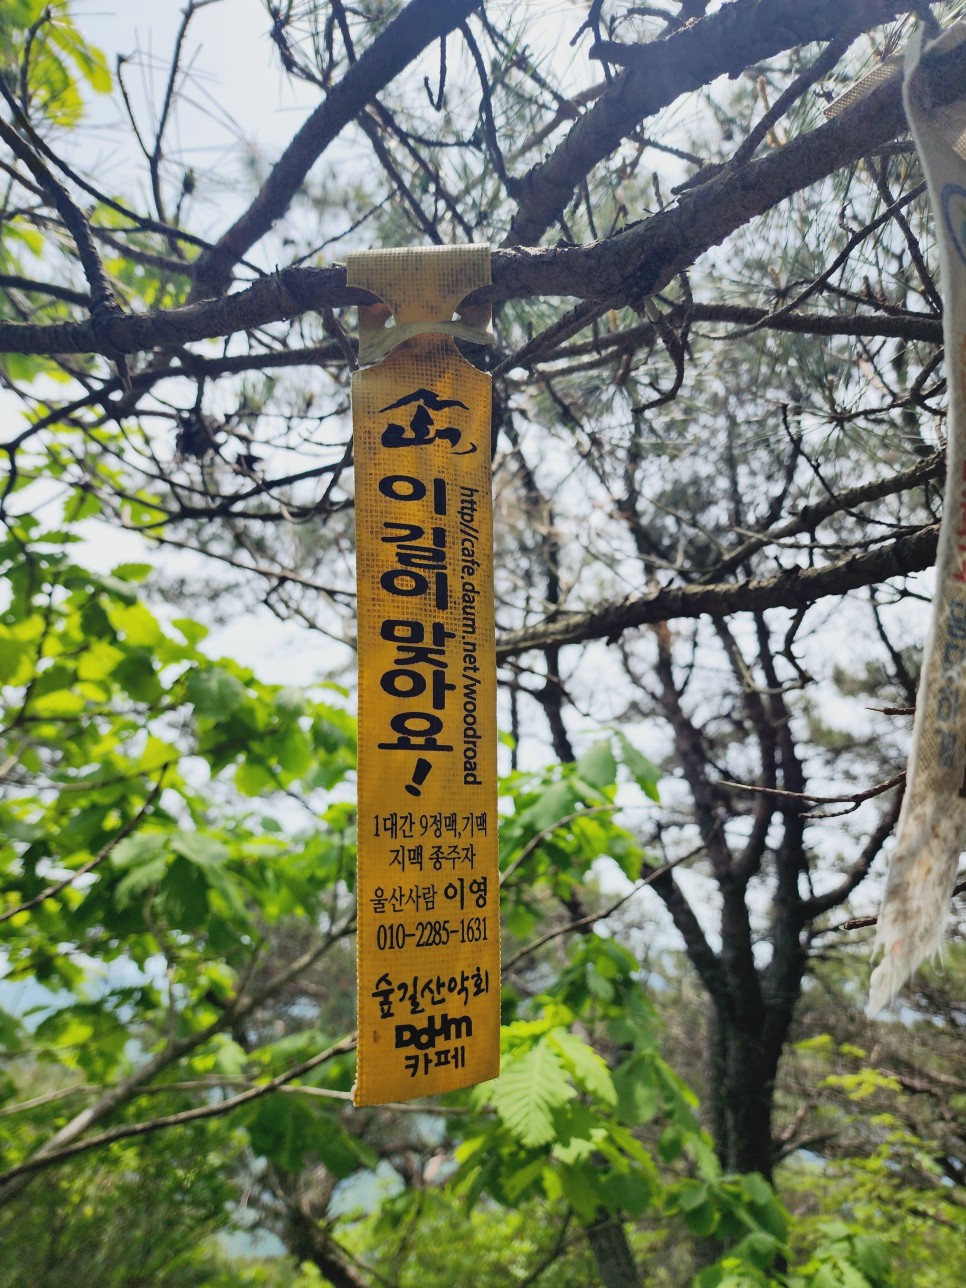 이길이 맞아요!
http//cafe.daum.net/woodroad
1대간 9정맥,기맥
지맥 종주자
울산사람 이영
010-2285-1631
숲길산악회
Daum
카페